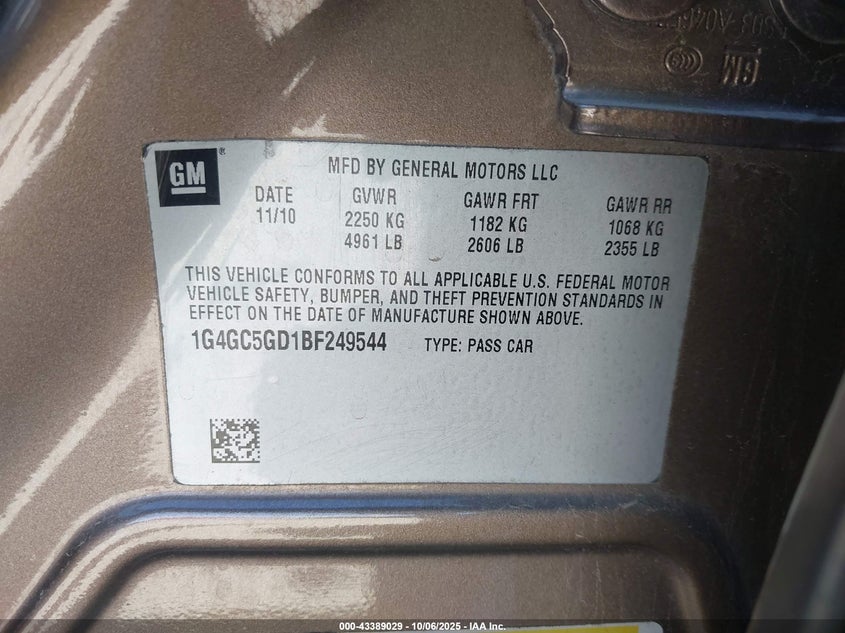 GM
GM ®
MFD BY GENERAL MOTORS LLC
DATE GVWR GAWR FRT GAWR RR
11/10 2250 KG 1182 KG 1068 KG
4961 LB 2606 LB 2355 LB
THIS VEHICLE CONFORMS TO ALL APPLICABLE U.S. FEDERAL MOTOR
VEHICLE SAFETY, BUMPER, AND THEFT PREVENTION STANDARDS IN
EFFECT ON THE DATE OF MANUFACTURE SHOWN ABOVE.
1G4GC5GD1BF249544 TYPE: PASS CAR
000-43389029 - 10/06/2025 - IAA Inc.